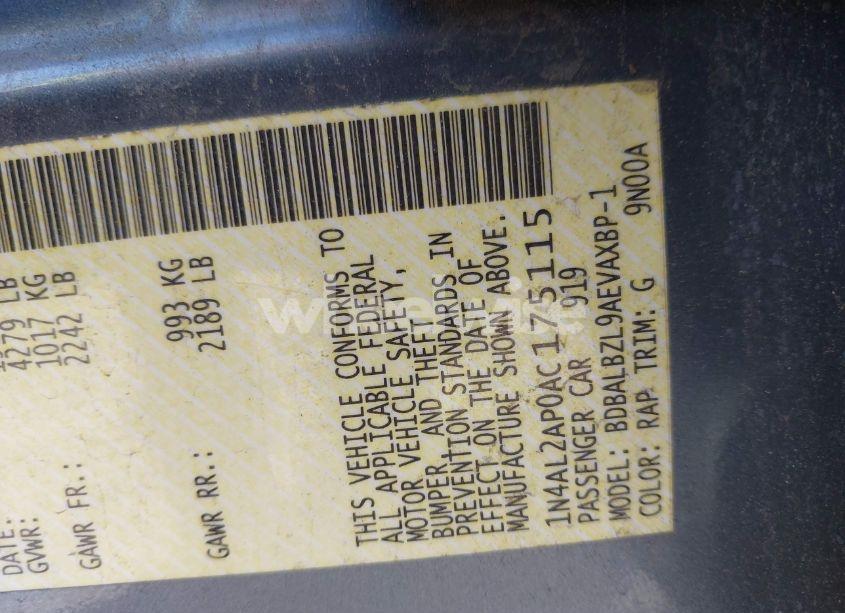 DATE:
GVWR: 4279 LB
GAWR FR.: 1017 KG
2242 LB
GAWR RR.: 993 KG
2189 LB
THIS VEHICLE CONFORMS TO
ALL APPLICABLE FEDERAL
MOTOR VEHICLE SAFETY,
BUMPER, AND THEFT
PREVENTION STANDARDS IN
EFFECT ON THE DATE OF
MANUFACTURE SHOWN ABOVE.
1N4AL2AP0AC175115
PASSENGER CAR 919
MODEL: BDBALBZL9AEVAXBP-1
COLOR: RAP TRIM: G 9N00A